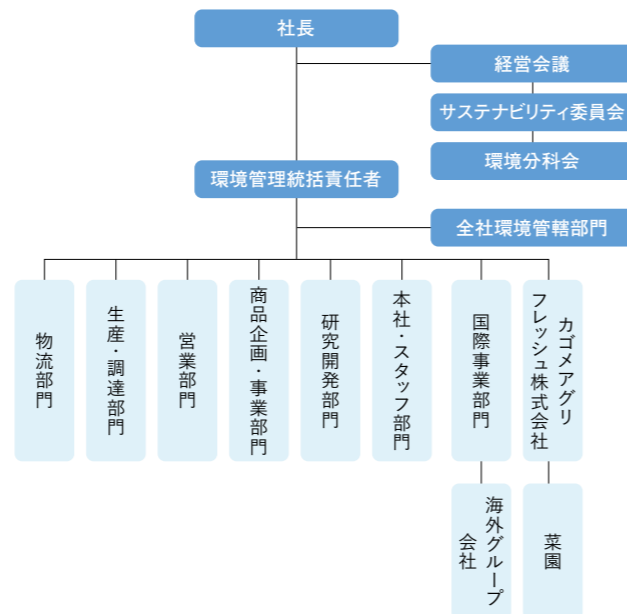 社長
経営会議
サステナビリティ委員会
環境分科会
環境管理統括責任者
全社環境管轄部門
物流部門
生産・調達部門
営業部門
商品企画・事業部門
研究開発部門
本社・スタッフ部門
国際事業部門
カゴメアグリ
フレッシュ株式会社
海外グループ
会社
菜園